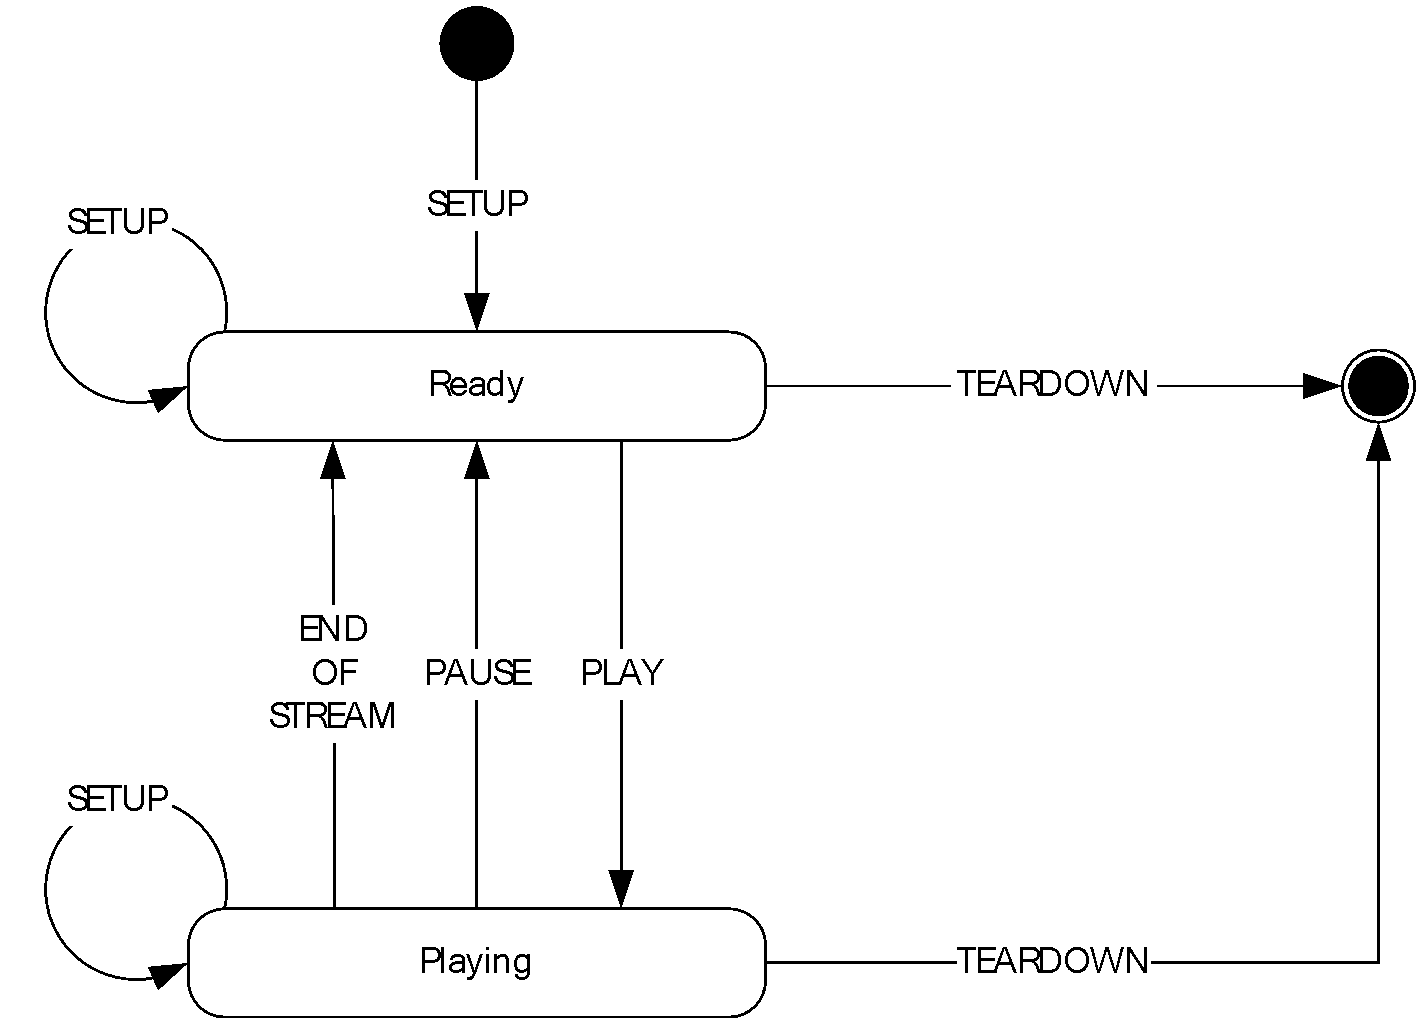 SETUP
SETUP
Ready
TEARDOWN
END
OF
STREAM
PAUSE
PLAY
SETUP
Playing
TEARDOWN